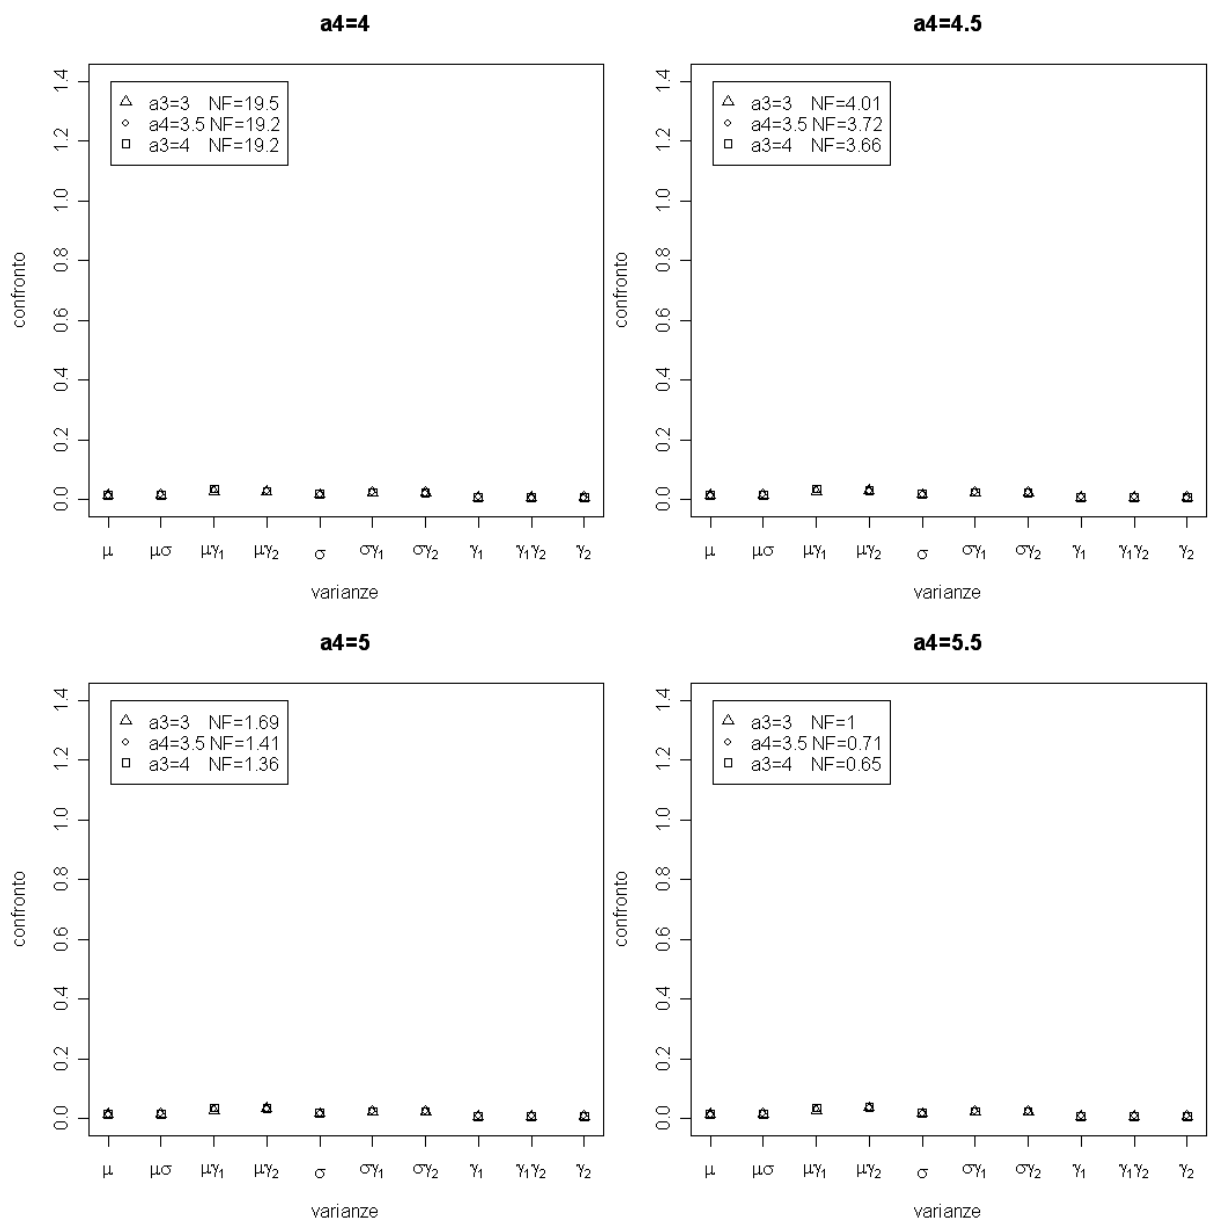 a4=4
1.4
1.2
1.0
0.8
0.6
0.4
0.2
0.0
confronto
a3=3 NF=19.5
a4=3.5 NF=19.2
a3=4 NF=19.2
μ μσ μγ1 μγ2 σ σγ1 σγ2 γ1 γ1γ2 γ2
varianze
a4=4.5
1.4
1.2
1.0
0.8
0.6
0.4
0.2
0.0
confronto
a3=3 NF=4.01
a4=3.5 NF=3.72
a3=4 NF=3.66
μ μσ μγ1 μγ2 σ σγ1 σγ2 γ1 γ1γ2 γ2
varianze
a4=5
1.4
1.2
1.0
0.8
0.6
0.4
0.2
0.0
confronto
a3=3 NF=1.69
a4=3.5 NF=1.41
a3=4 NF=1.36
μ μσ μγ1 μγ2 σ σγ1 σγ2 γ1 γ1γ2 γ2
varianze
a4=5.5
1.4
1.2
1.0
0.8
0.6
0.4
0.2
0.0
confronto
a3=3 NF=1
a4=3.5 NF=0.71
a3=4 NF=0.65
μ μσ μγ1 μγ2 σ σγ1 σγ2 γ1 γ1γ2 γ2
varianze